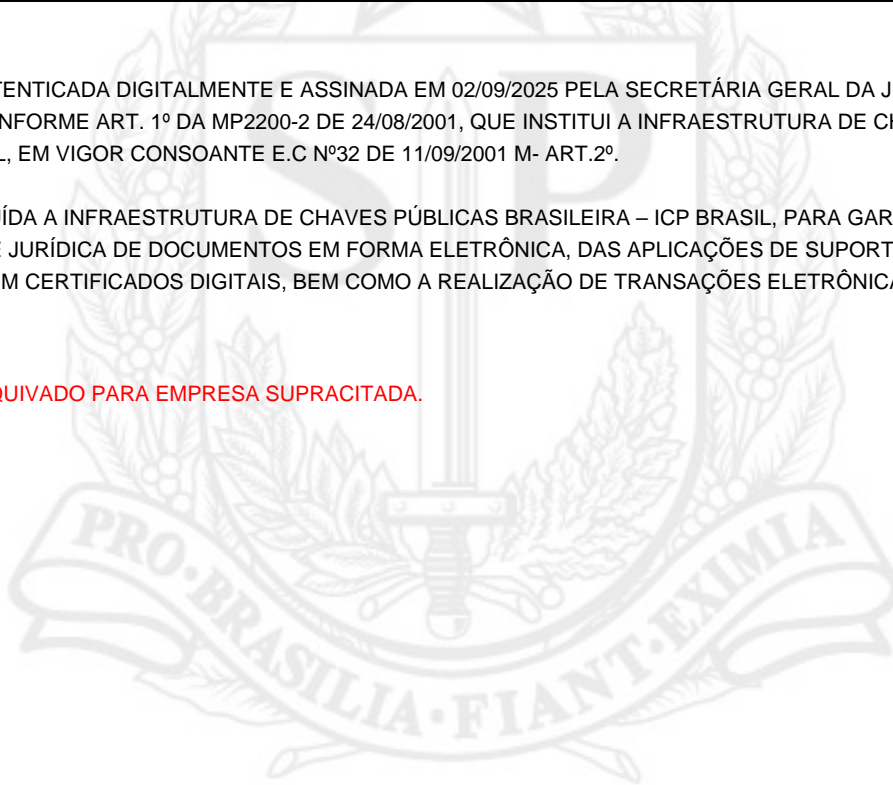 TENTICADA DIGITALMENTE E ASSINADA EM 02/09/2025 PELA SECRETÁRIA GERAL DA J
NFORME ART. 1º DA MP2200-2 DE 24/08/2001, QUE INSTITUI A INFRAESTRUTURA DE CH
L, EM VIGOR CONSOANTE E.C Nº32 DE 11/09/2001 M- ART.2º.
UÍDA A INFRAESTRUTURA DE CHAVES PÚBLICAS BRASILEIRA – ICP BRASIL, PARA GAR
E JURÍDICA DE DOCUMENTOS EM FORMA ELETRÔNICA, DAS APLICAÇÕES DE SUPORT
M CERTIFICADOS DIGITAIS, BEM COMO A REALIZAÇÃO DE TRANSAÇÕES ELETRÔNICA
QUIVADO PARA EMPRESA SUPRACITADA.
SP
PRO·BRASILIA·FIANT·EXIMIA